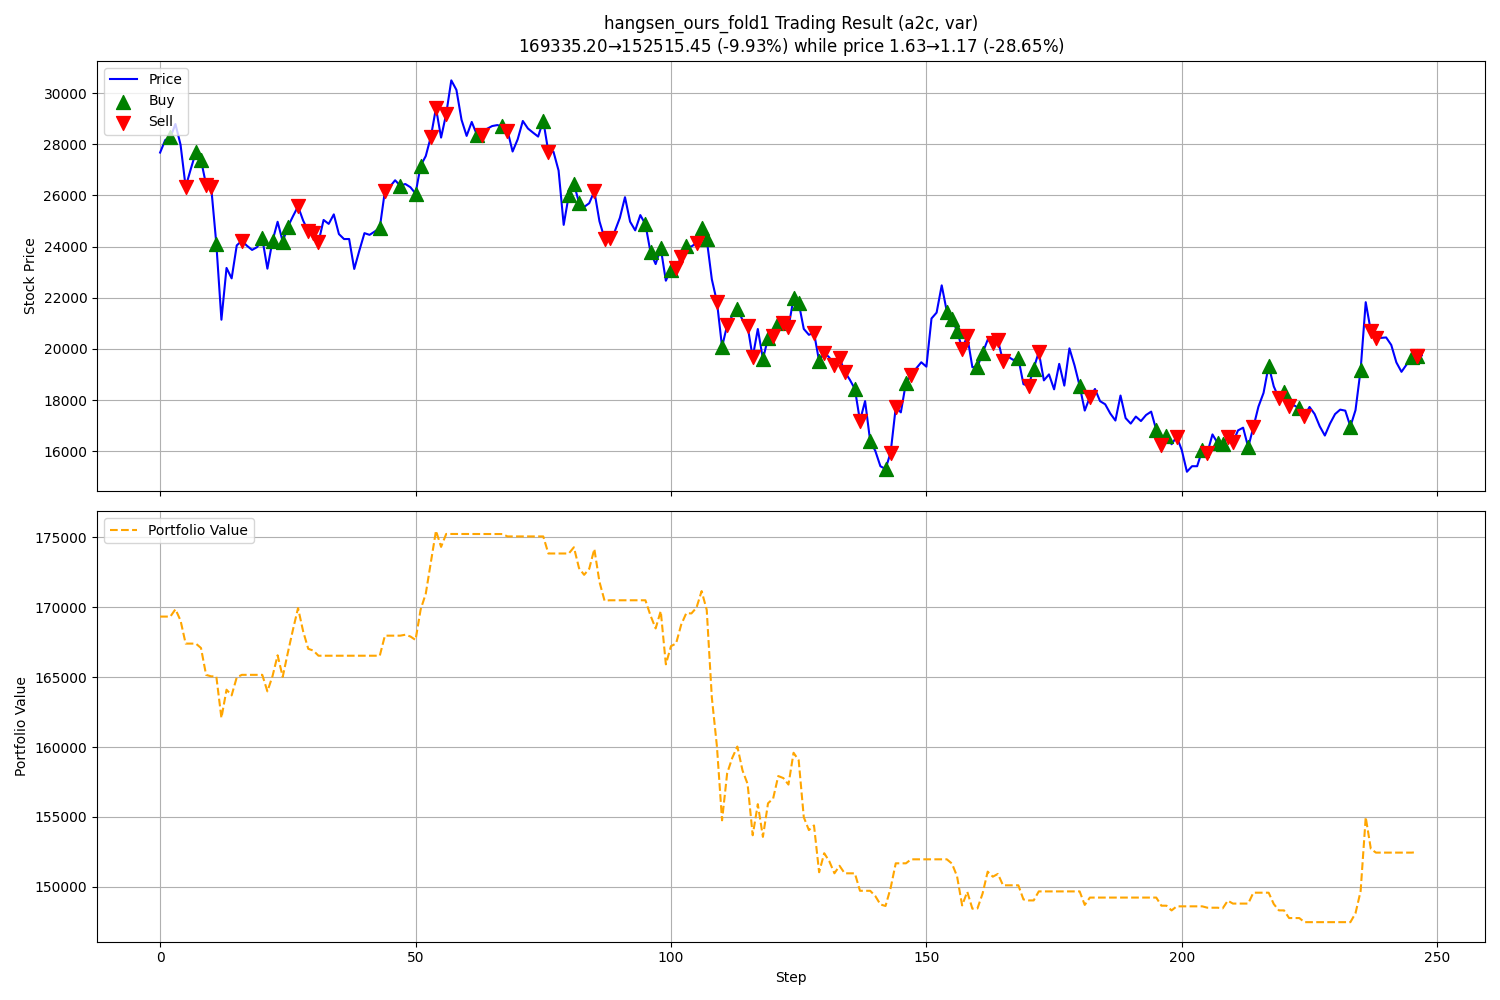 hangsen_ours_fold1 Trading Result (a2c, var)
169335.20→152515.45 (-9.93%) while price 1.63→1.17 (-28.65%)
Price
Buy
Sell
Stock Price
30000
28000
26000
24000
22000
20000
18000
16000
Portfolio Value
Portfolio Value
175000
170000
165000
160000
155000
150000
0 50 100 150 200 250
Step